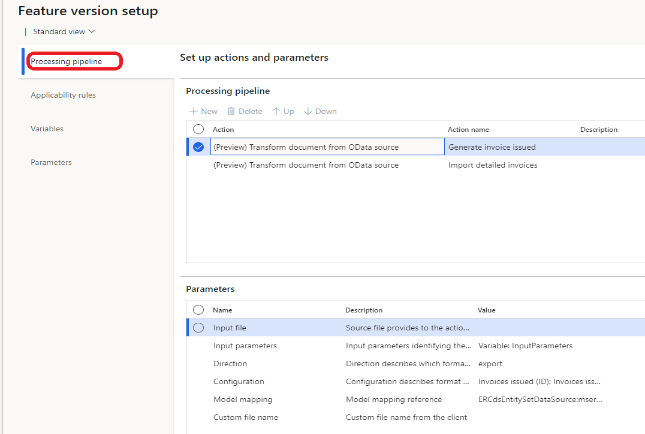 Feature version setup
Standard view
Processing pipeline
Applicability rules
Variables
Parameters
Set up actions and parameters
Processing pipeline
New Delete Up Down
Action Action name Description
(Preview) Transform document from OData source Generate invoice issued
(Preview) Transform document from OData source Import detailed invoices
Parameters
Name Description Value
Input file Source file provides to the actio...
Input parameters Input parameters identifying the... Variable: InputParameters
Direction Direction describes which forma... export
Configuration Configuration describes format ... Invoices issued (ID): Invoices iss...
Model mapping Model mapping reference ERCdsEntitySetDataSource:mser...
Custom file name Custom file name from the client